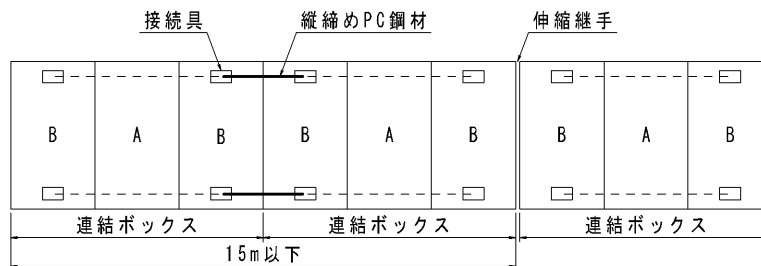 接続具 縦締めPC鋼材 伸縮継手
B A B B A B B A B
連結ボックス 連結ボックス 連結ボックス
15m以下